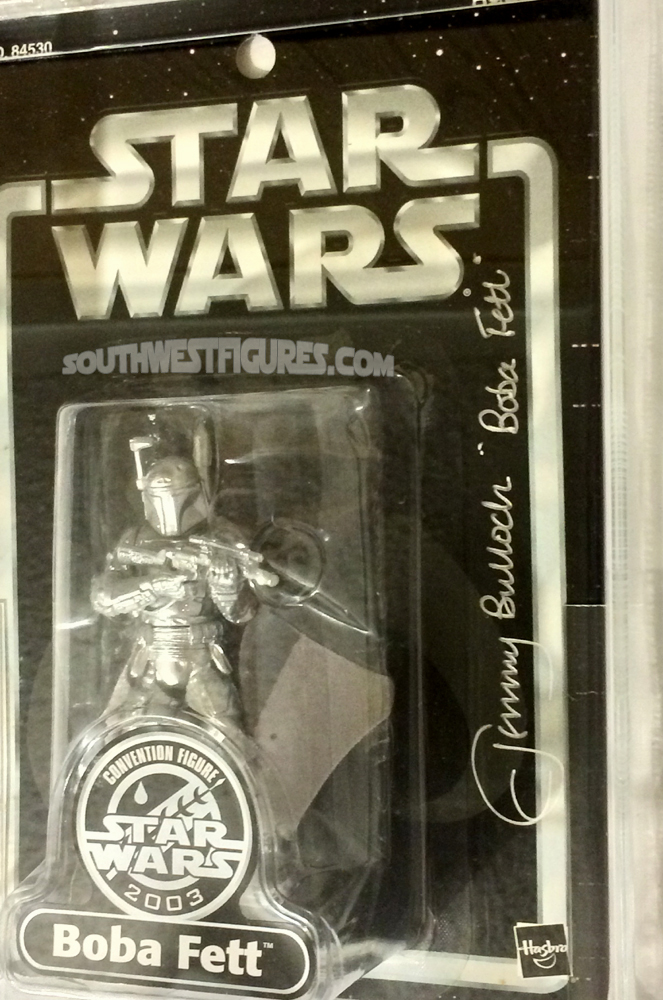 84530
STAR
WARS
SOUTHWESTFIGURES.COM
Jeremy Bulloch "Boba Fett"
CONVENTION FIGURE
STAR
WARS
2003
Boba Fett™
Hasbro